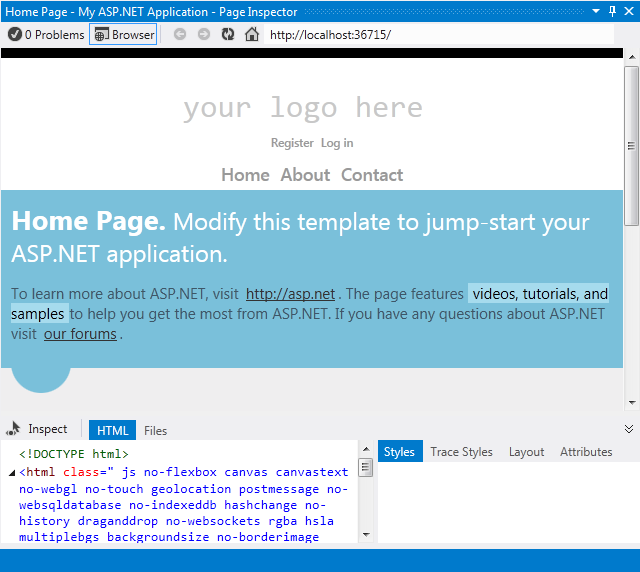 Home Page - My ASP.NET Application - Page Inspector
0 Problems Browser http://localhost:36715/
your logo here
Register Log in
Home About Contact
Home Page. Modify this template to jump-start your
ASP.NET application.
To learn more about ASP.NET, visit http://asp.net . The page features videos, tutorials, and
samples to help you get the most from ASP.NET. If you have any questions about ASP.NET
visit our forums .
Inspect HTML Files
<!DOCTYPE html>
<html class=" js no-flexbox canvas canvastext
no-webgl no-touch geolocation postmessage no-
websqldatabase no-indexeddb hashchange no-
history draganddrop no-websockets rgba hsla
multiplebgs backgroundsize no-borderimage
Styles Trace Styles Layout Attributes